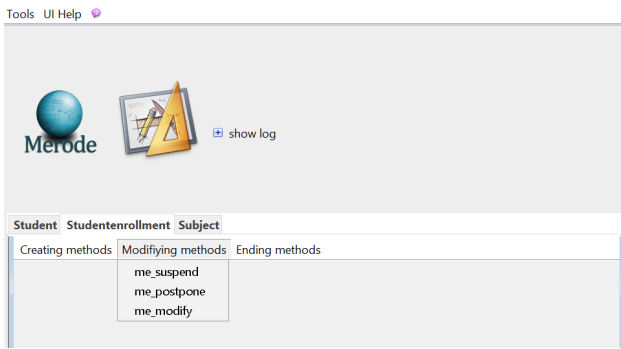 Tools UI Help
Merode
show log
Student Studentenrollment Subject
Creating methods Modifiying methods Ending methods
me_suspend
me_postpone
me_modify